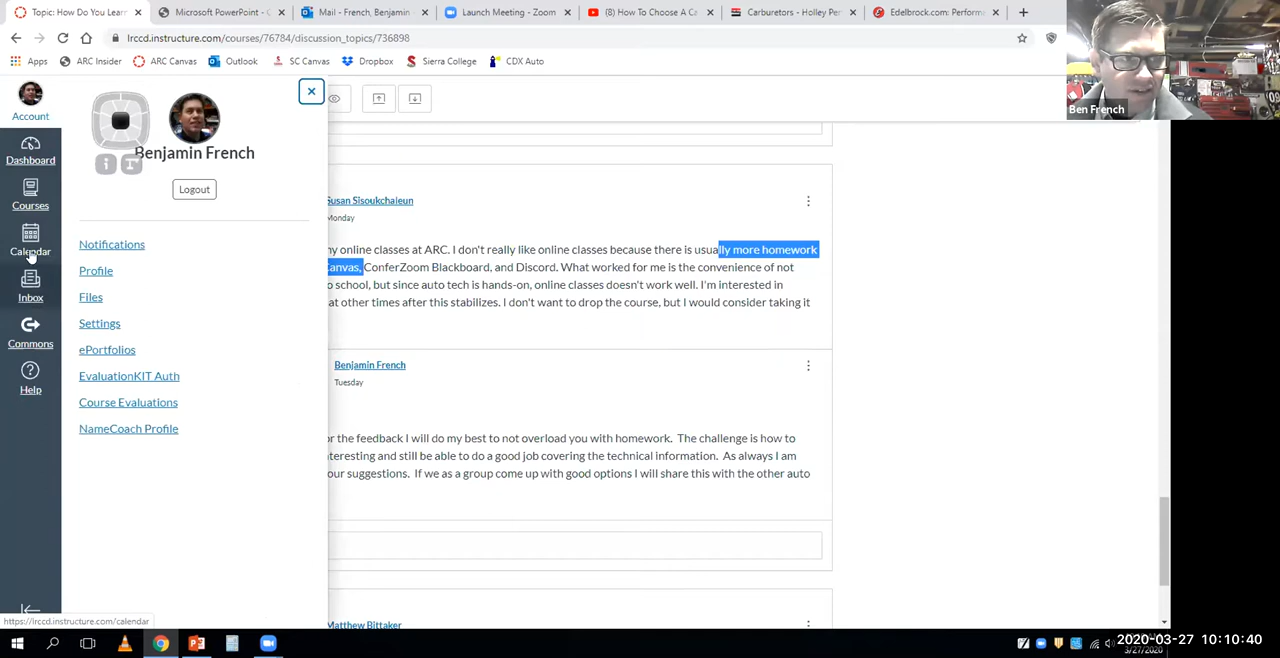 Topic: How Do You Lear
Microsoft PowerPoint - C
Mail - French, Benjamin
Launch Meeting - Zoom
(8) How To Choose A Ca
Carburetors - Holley Per
Edelbrock.com: Perform
lrccd.instructure.com/courses/76784/discussion_topics/736898
Apps
ARC Insider
ARC Canvas
Outlook
SC Canvas
Dropbox
Sierra College
CDX Auto
Ben French
Account
Dashboard
Courses
Calendar
Inbox
Commons
Help
Benjamin French
Logout
Notifications
Profile
Files
Settings
ePortfolios
EvaluationKIT Auth
Course Evaluations
NameCoach Profile
Susan Sisoukchaleun
Monday
my online classes at ARC. I don't really like online classes because there is usually more homework
Canvas, ConferZoom Blackboard, and Discord. What worked for me is the convenience of not
o school, but since auto tech is hands-on, online classes doesn't work well. I'm interested in
at other times after this stabilizes. I don't want to drop the course, but I would consider taking it
Benjamin French
Tuesday
or the feedback I will do my best to not overload you with homework. The challenge is how to
teresting and still be able to do a good job covering the technical information. As always I am
our suggestions. If we as a group come up with good options I will share this with the other auto
Matthew Bittaker
https://lrccd.instructure.com/calendar
2020-03-27 10:10:40
3/27/2020